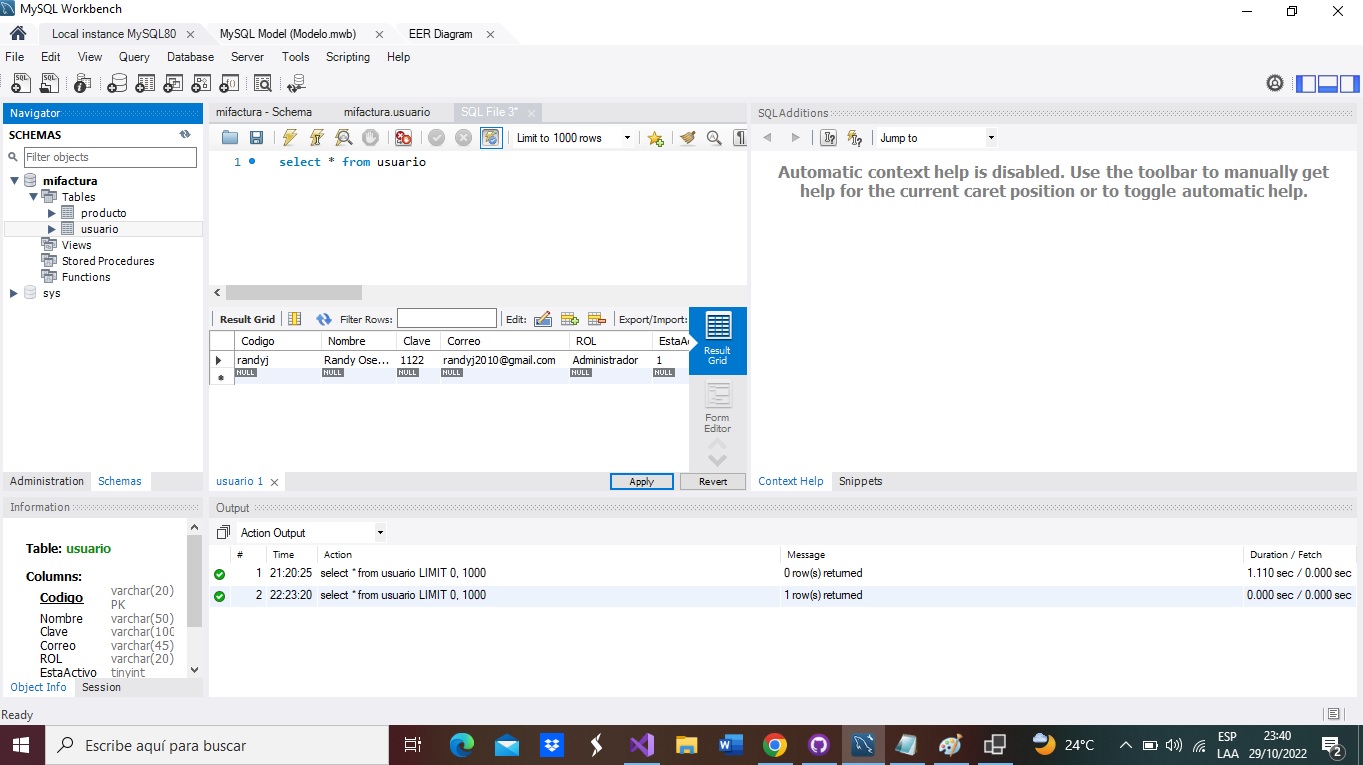 MySQL Workbench
Local instance MySQL80
MySQL Model (Modelo.mwb)
EER Diagram
File Edit View Query Database Server Tools Scripting Help
Navigator
SCHEMAS
Filter objects
mifactura
Tables
producto
usuario
Views
Stored Procedures
Functions
sys
Administration Schemas
Information
Table: usuario
Columns:
Codigo varchar(20)
PK
Nombre varchar(50)
Clave varchar(100
Correo varchar(45)
ROL varchar(20)
EstaActivo tinyint
Object Info Session
mifactura - Schema mifactura.usuario SQL File 3*
Limit to 1000 rows
1 select * from usuario
Result Grid Filter Rows: Edit: Export/Import:
Codigo Nombre Clave Correo ROL EstaA
randyj Randy Ose... 1122 randyj2010@gmail.com Administrador 1
NULL NULL NULL NULL NULL NULL
Result
Grid
Form
Editor
usuario 1
Apply Revert
SQLAdditions
Jump to
Automatic context help is disabled. Use the toolbar to manually get
help for the current caret position or to toggle automatic help.
Context Help Snippets
Output
Action Output
# Time Action Message Duration / Fetch
1 21:20:25 select * from usuario LIMIT 0, 1000 0 row(s) returned 1.110 sec / 0.000 sec
2 22:23:20 select * from usuario LIMIT 0, 1000 1 row(s) returned 0.000 sec / 0.000 sec
Ready
Escribe aquí para buscar
24°C
ESP
LAA
23:40
29/10/2022
2